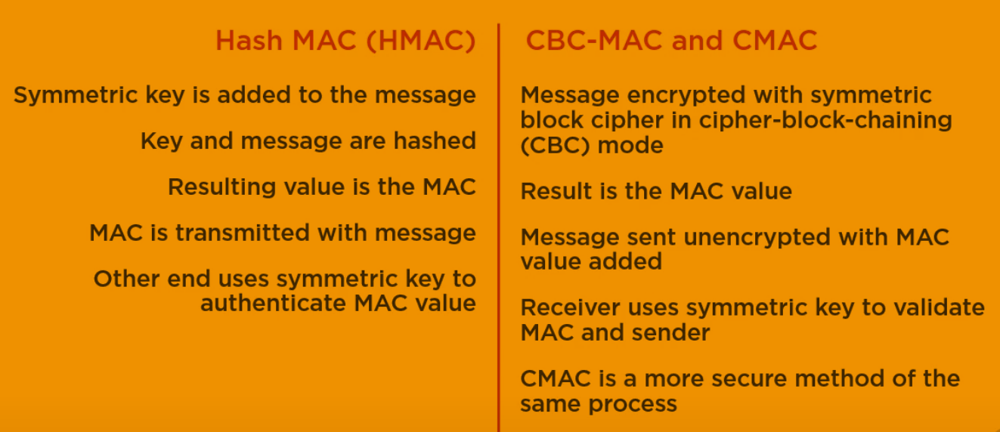 Hash MAC (HMAC)
Symmetric key is added to the message
Key and message are hashed
Resulting value is the MAC
MAC is transmitted with message
Other end uses symmetric key to
authenticate MAC value
CBC-MAC and CMAC
Message encrypted with symmetric
block cipher in cipher-block-chaining
(CBC) mode
Result is the MAC value
Message sent unencrypted with MAC
value added
Receiver uses symmetric key to validate
MAC and sender
CMAC is a more secure method of the
same process